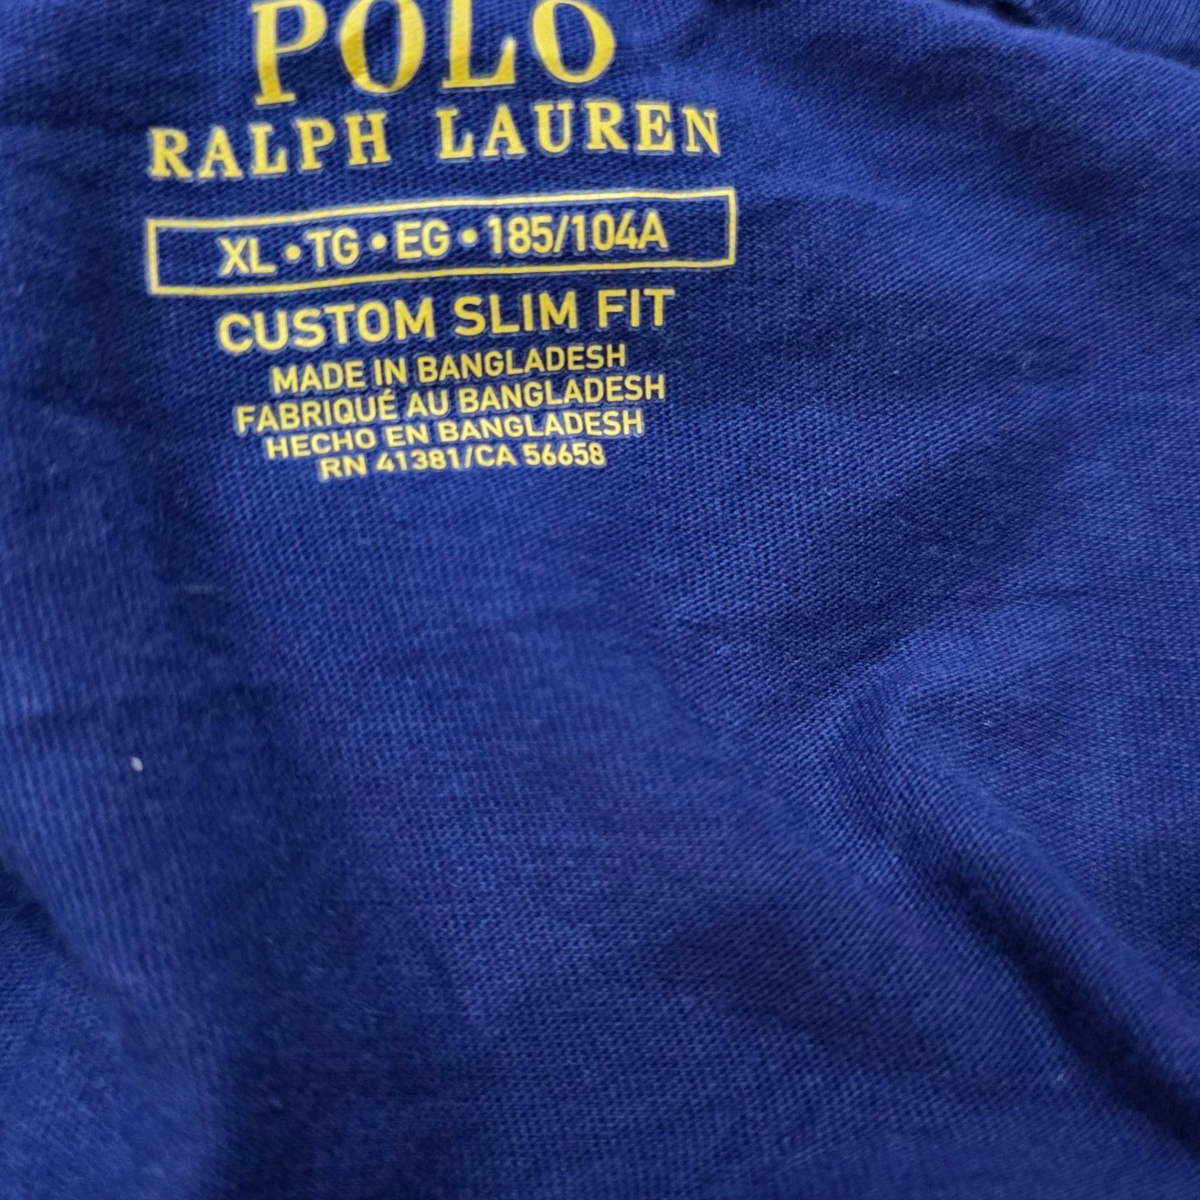 POLO
RALPH LAUREN
XL • TG • EG • 185/104A
CUSTOM SLIM FIT
MADE IN BANGLADESH
FABRIQUÉ AU BANGLADESH
HECHO EN BANGLADESH
RN 41381/CA 56658